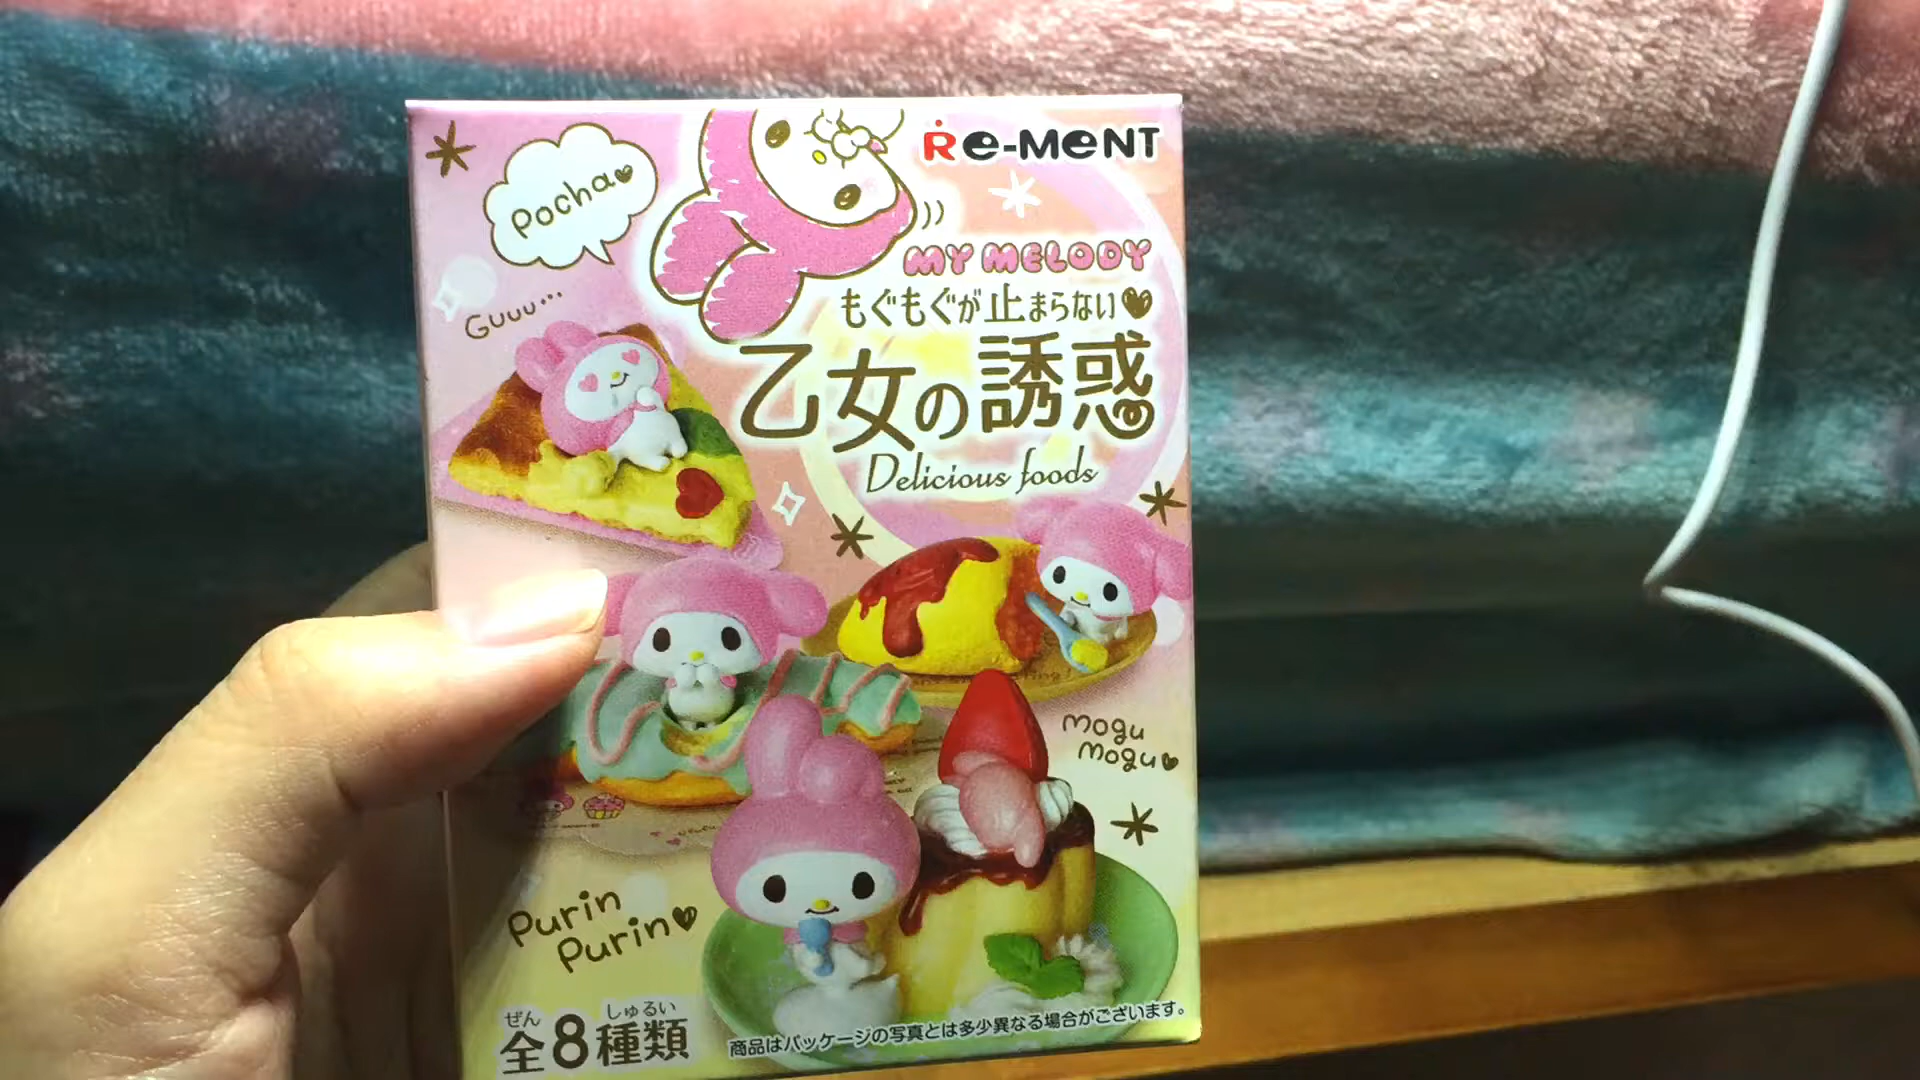 Re-MeNT
Pocha
MY MELODY
もぐもぐが止まらない
Guuu...
乙女の誘惑
Delicious foods
mogu
mogu
Purin
Purin
ぜん しゅるい
全8種類
商品はパッケージの写真とは多少異なる場合がございます。